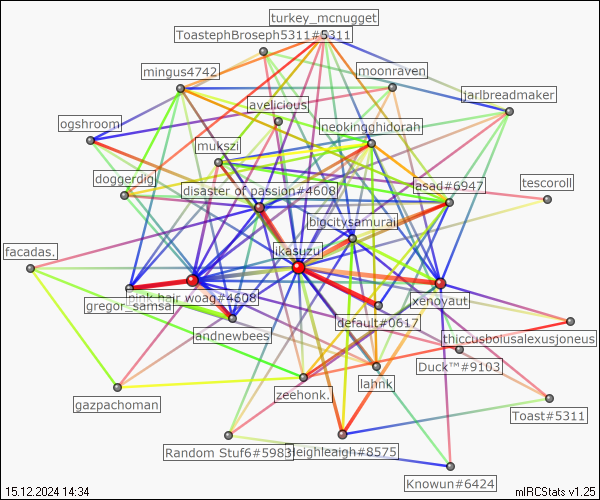 turkey_mcnugget
ToastephBroseph5311#5311
mingus4742
moonraven
jarlbreadmaker
avelicious
ogshroom
neokingghidorah
mukszi
doggerdig
disaster of passion#4608
asad#6947
tescoroll
bigcitysamurai
facadas.
ikasuzu
pink hair woag#4608
xenoyaut
gregor_samsa
default#0617
andnewbees
thiccusbolusalexusjoneus
Duck™#9103
lahnk
zeehonk.
gazpachoman
Toast#5311
Random Stuf6#5983
leighleaigh#8575
Knowun#6424
15.12.2024 14:34
mIRCStats v1.25